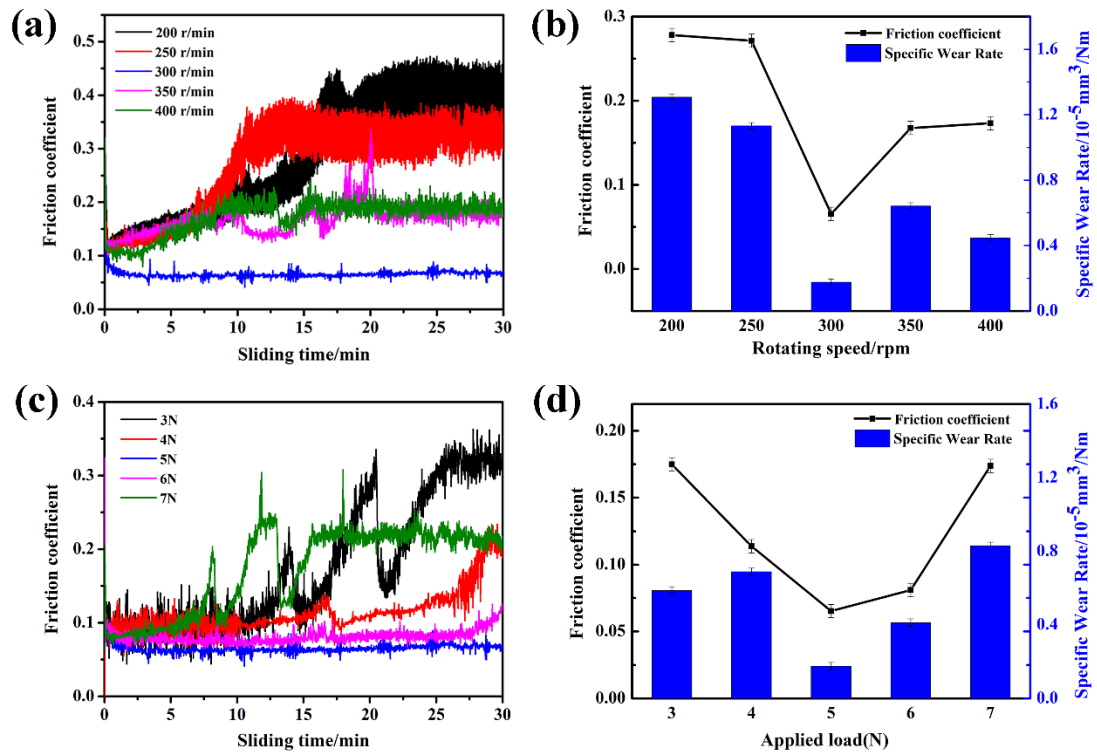 (a)
Friction coefficient
0.5
0.4
0.3
0.2
0.1
0.0
200 r/min
250 r/min
300 r/min
350 r/min
400 r/min
0 5 10 15 20 25 30
Sliding time/min
(b)
Friction coefficient
0.3
0.2
0.1
0.0
Friction coefficient
Specific Wear Rate
1.6
1.2
0.8
0.4
0.0
Specific Wear Rate/10⁻⁵mm³/Nm
200 250 300 350 400
Rotating speed/rpm
(c)
Friction coefficient
0.4
0.3
0.2
0.1
0.0
3N
4N
5N
6N
7N
0 5 10 15 20 25 30
Sliding time/min
(d)
Friction coefficient
0.20
0.15
0.10
0.05
0.00
Friction coefficient
Specific Wear Rate
1.6
1.2
0.8
0.4
0.0
Specific Wear Rate/10⁻⁵mm³/Nm
3 4 5 6 7
Applied load(N)